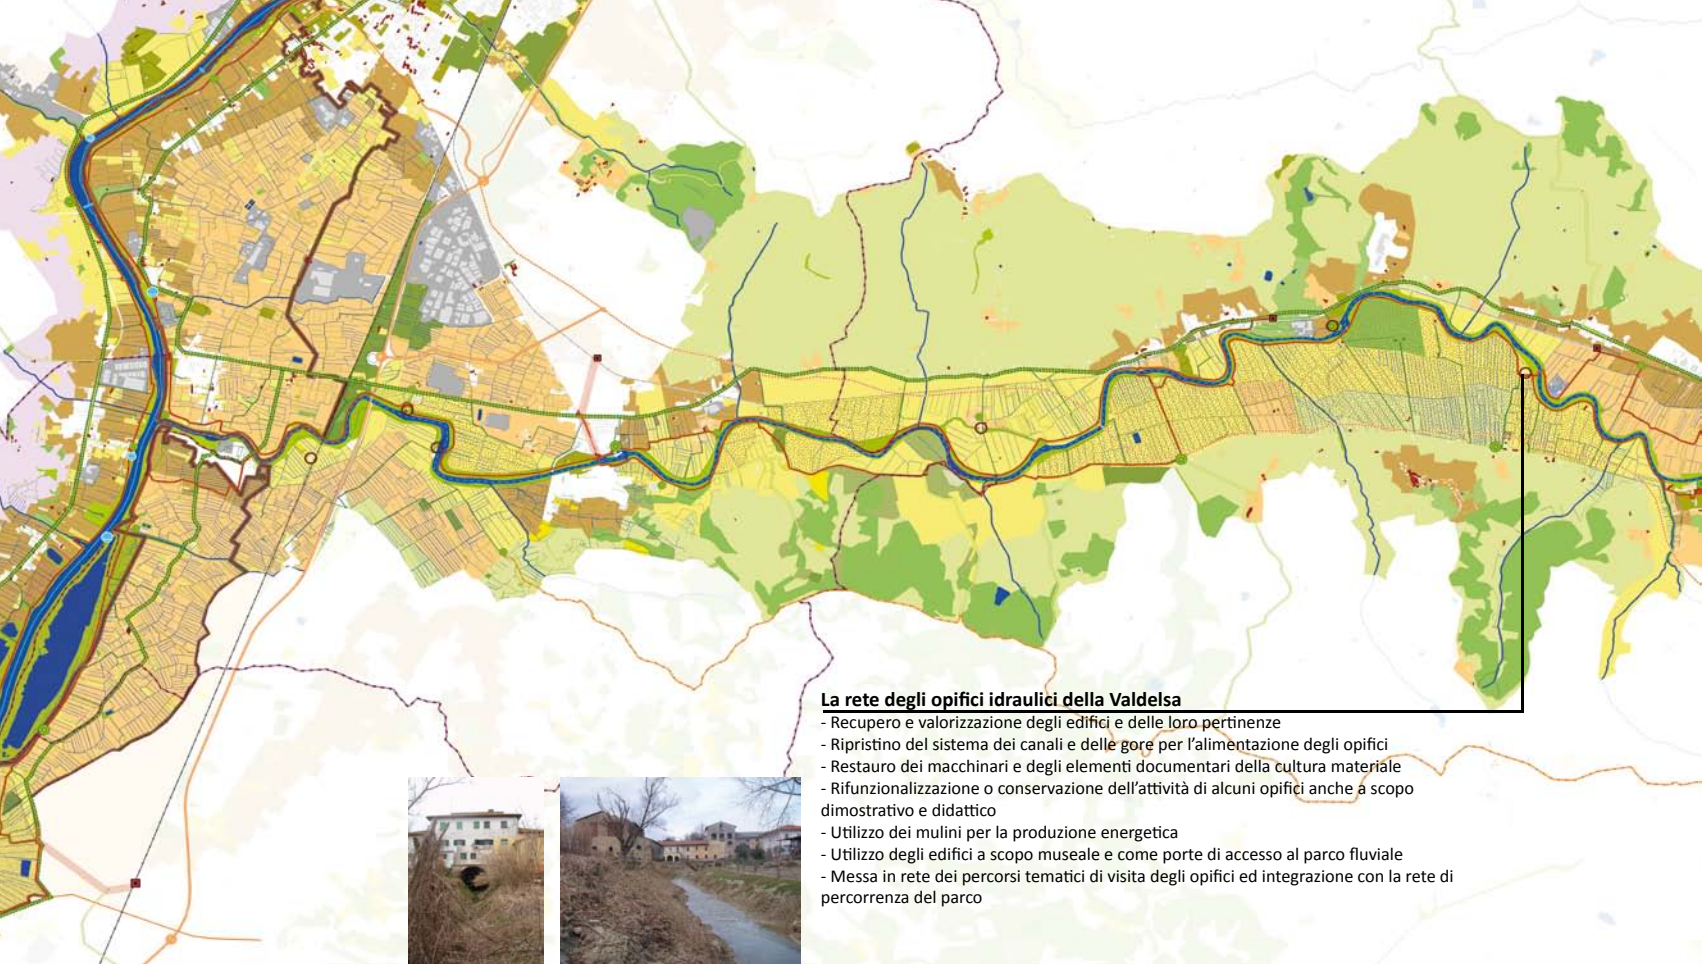 La rete degli opifici idraulici della Valdelsa
- Recupero e valorizzazione degli edifici e delle loro pertinenze
- Ripristino del sistema dei canali e delle gore per l'alimentazione degli opifici
- Restauro dei macchinari e degli elementi documentari della cultura materiale
- Rifunzionalizzazione o conservazione dell'attività di alcuni opifici anche a scopo
dimostrativo e didattico
- Utilizzo dei mulini per la produzione energetica
- Utilizzo degli edifici a scopo museale e come porte di accesso al parco fluviale
- Messa in rete dei percorsi tematici di visita degli opifici ed integrazione con la rete di
percorrenza del parco